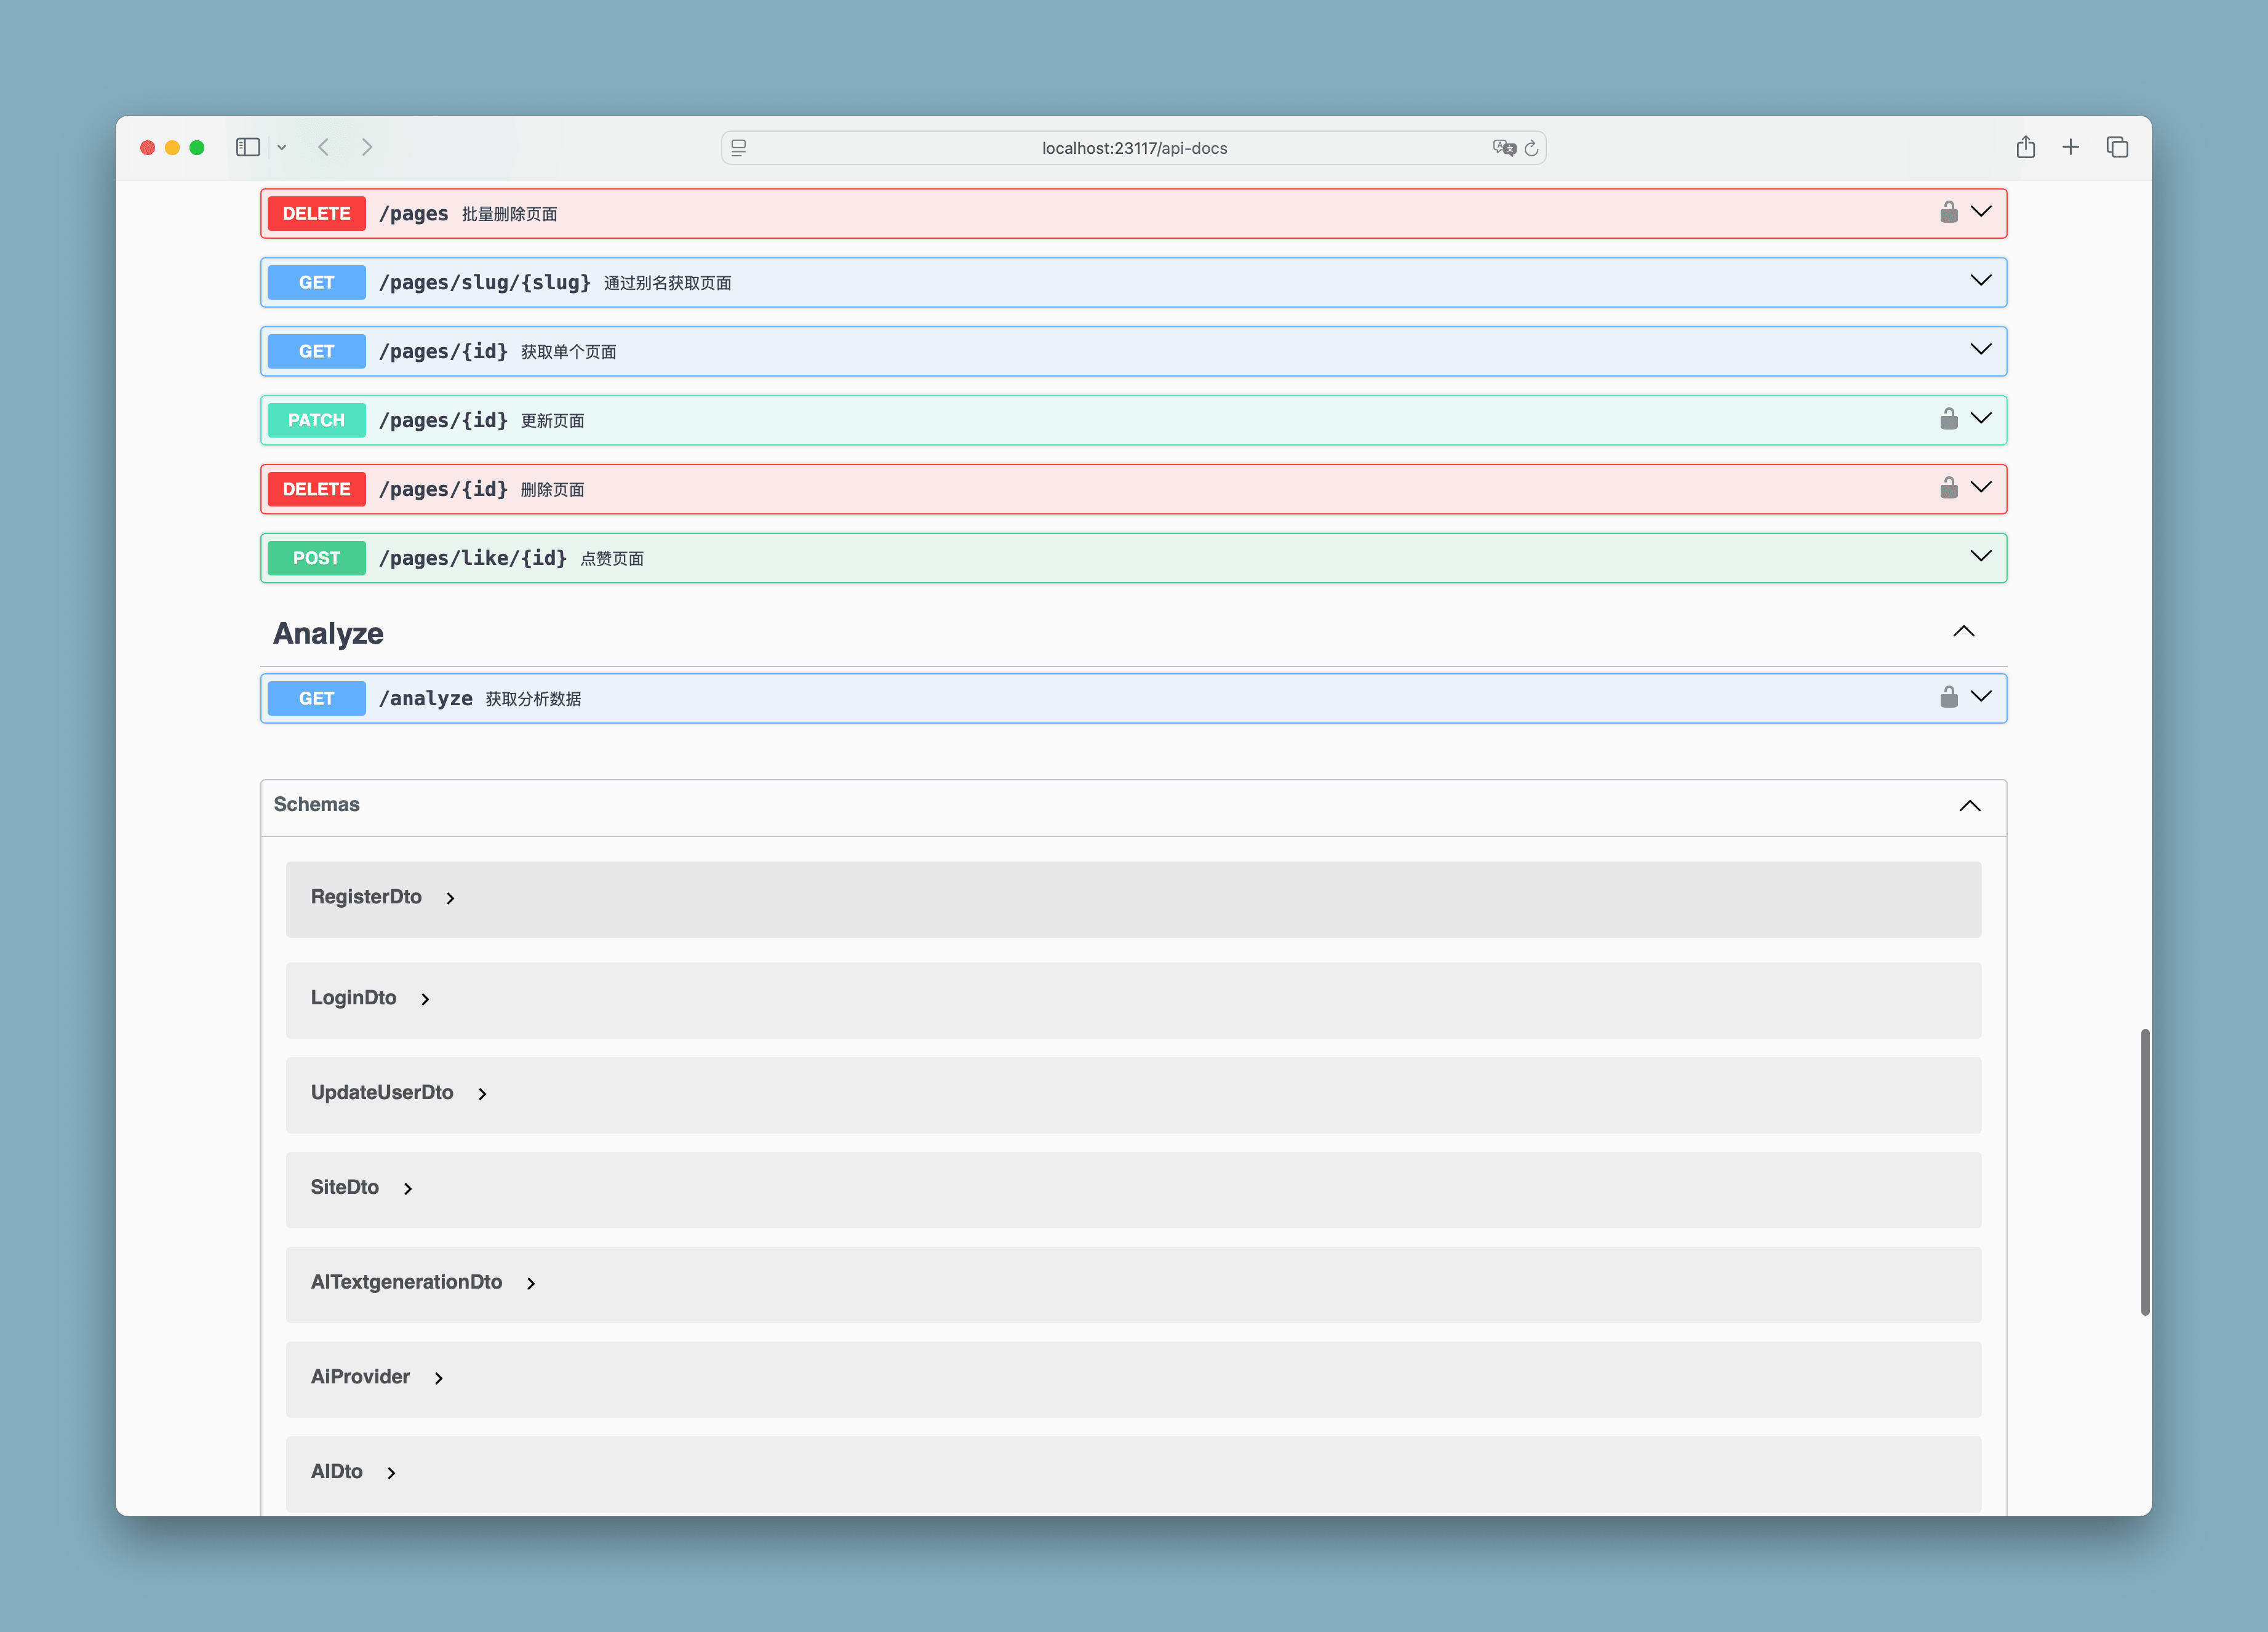 localhost:23117/api-docs
DELETE /pages 批量删除页面
GET /pages/slug/{slug} 通过别名获取页面
GET /pages/{id} 获取单个页面
PATCH /pages/{id} 更新页面
DELETE /pages/{id} 删除页面
POST /pages/like/{id} 点赞页面
Analyze
GET /analyze 获取分析数据
Schemas
RegisterDto
LoginDto
UpdateUserDto
SiteDto
AITextgenerationDto
AiProvider
AIDto